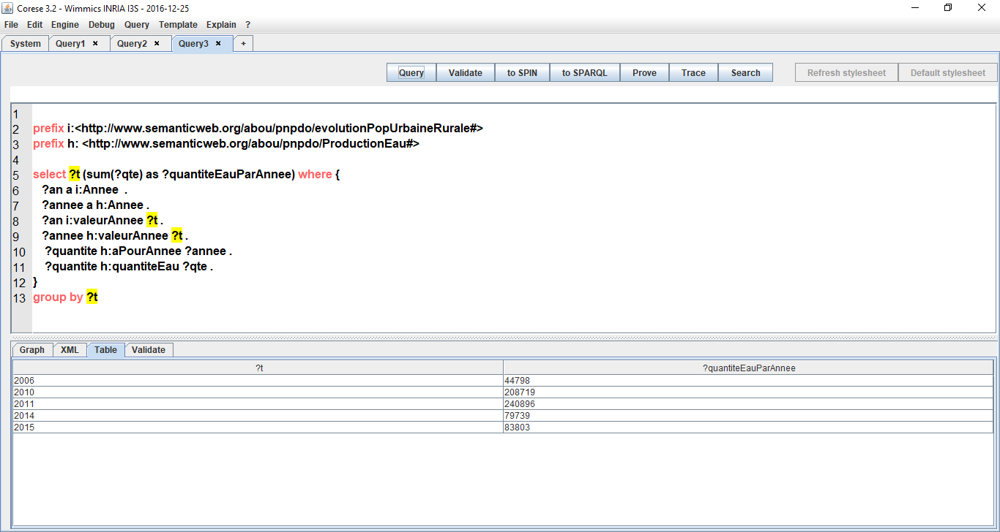 Corese 3.2 - Wimmics INRIA I3S - 2016-12-25
File Edit Engine Debug Query Template Explain ?
System Query1 × Query2 × Query3 × +
Query Validate to SPIN to SPARQL Prove Trace Search Refresh stylesheet Default stylesheet
1
2 prefix i:<http://www.semanticweb.org/abou/pnpdo/evolutionPopUrbaineRurale#>
3 prefix h: <http://www.semanticweb.org/abou/pnpdo/ProductionEau#>
4
5 select ?t (sum(?qte) as ?quantiteEauParAnnee) where {
6 ?an a i:Annee .
7 ?annee a h:Annee .
8 ?an i:valeurAnnee ?t .
9 ?annee h:valeurAnnee ?t .
10 ?quantite h:aPourAnnee ?annee .
11 ?quantite h:quantiteEau ?qte .
12 }
13 group by ?t
Graph XML Table Validate
?t ?quantiteEauParAnnee
2006 44798
2010 208719
2011 240896
2014 79739
2015 83803